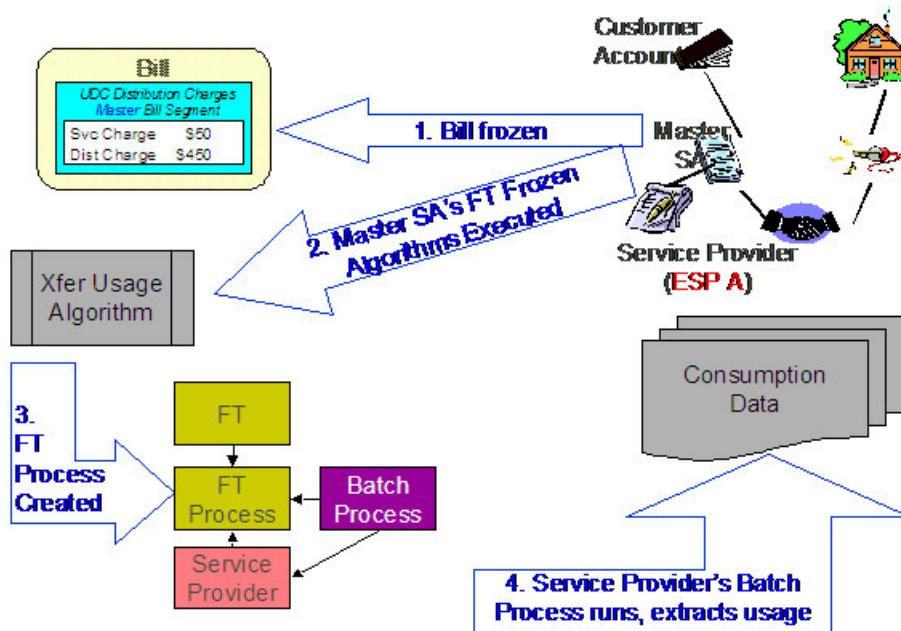 Customer
Account
Bill
UDC Distribution Charges
Master Bill Segment
Svc Charge $50
Dist Charge $450
1. Bill frozen
Master
SA
2. Master SA's FT Frozen
Algorithms Executed
Service Provider
(ESP A)
Xfer Usage
Algorithm
Consumption
Data
3.
FT
Process
Created
FT
FT
Process
Batch
Process
Service
Provider
4. Service Provider's Batch
Process runs, extracts usage